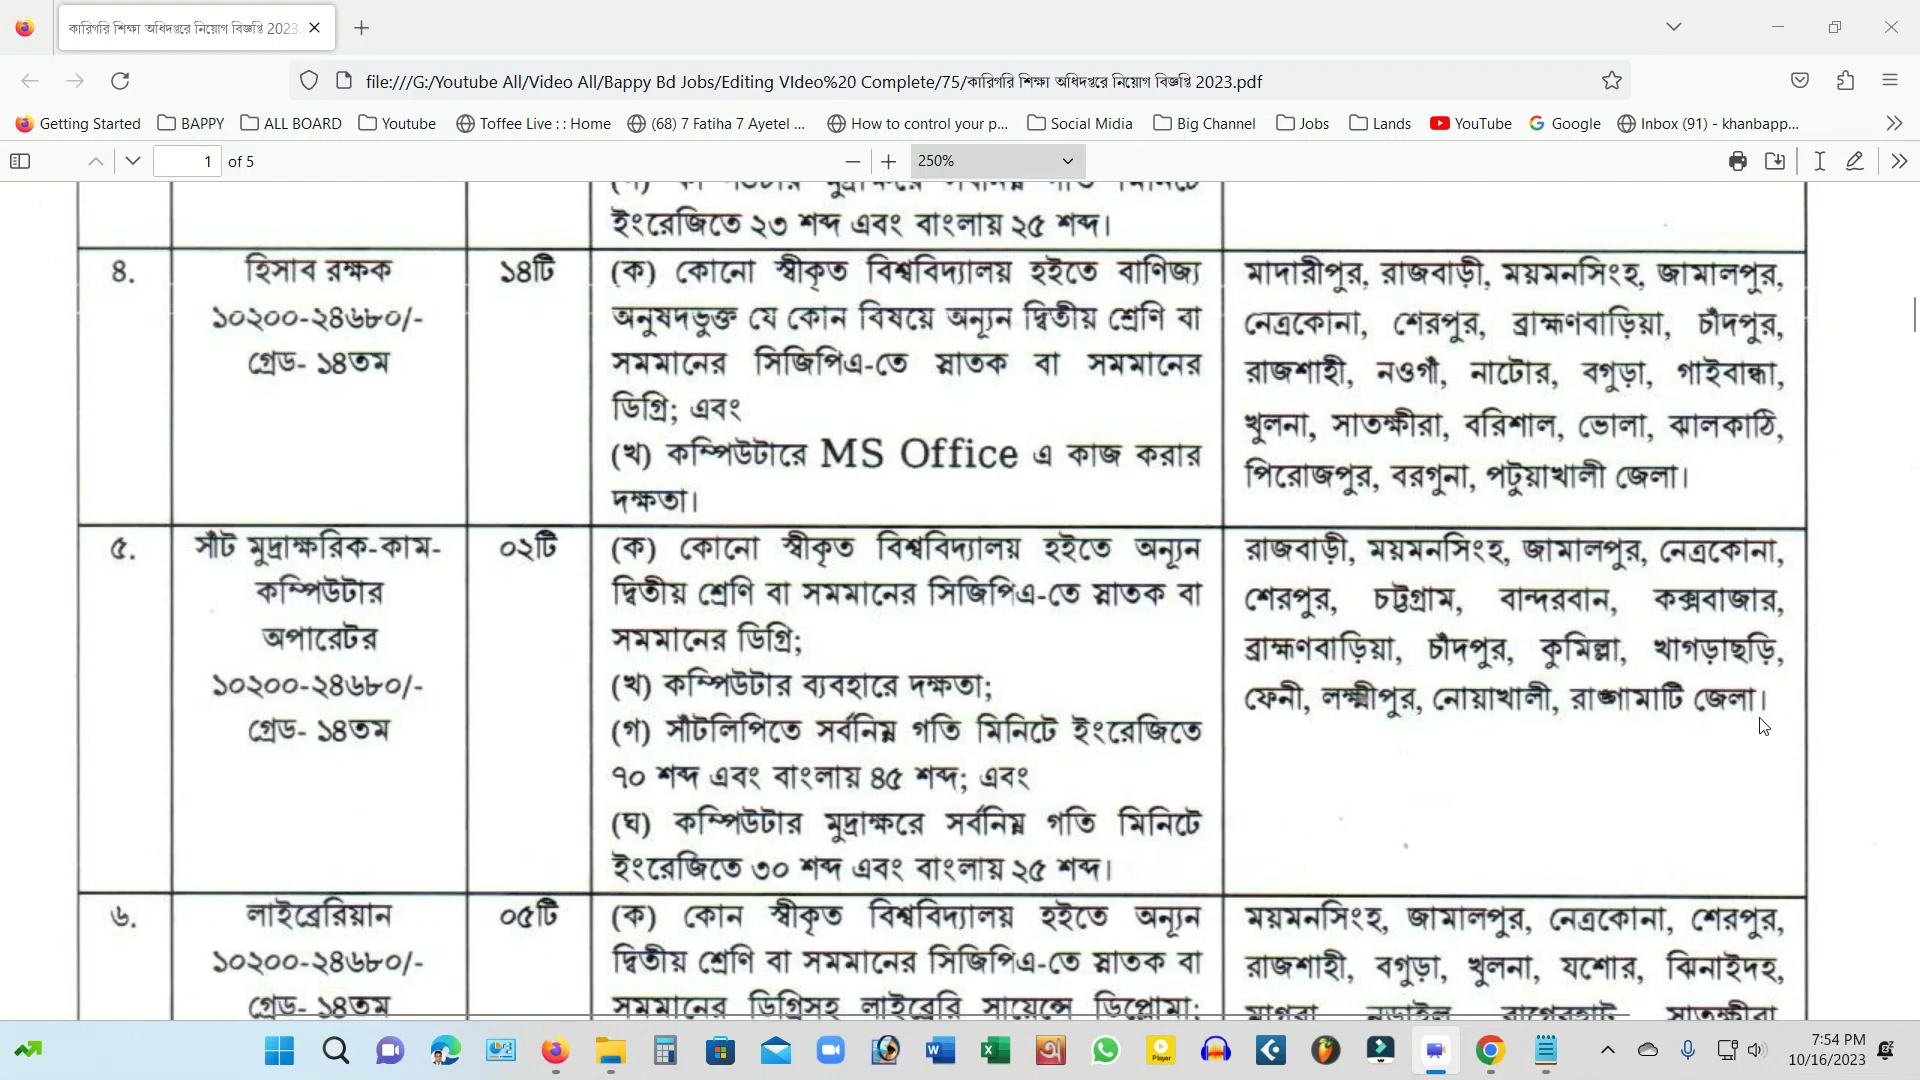 কারিগরি শিক্ষা অধিদপ্তরে নিয়োগ বিজ্ঞপ্তি 2023.
file:///G:/Youtube All/Video All/Bappy Bd Jobs/Editing VIdeo%20 Complete/75/কারিগরি শিক্ষা অধিদপ্তরে নিয়োগ বিজ্ঞপ্তি 2023.pdf
Getting Started BAPPY ALL BOARD Youtube Toffee Live : : Home (68) 7 Fatiha 7 Ayetel ... How to control your p... Social Midia Big Channel Jobs Lands YouTube Google Inbox (91) - khanbapp...
1 of 5 250%
ইংরেজিতে ২৩ শব্দ এবং বাংলায় ২৫ শব্দ।
৪. হিসাব রক্ষক
১০২০০-২৪৬৮০/-
গ্রেড- ১৪তম
১৪টি
(ক) কোনো স্বীকৃত বিশ্ববিদ্যালয় হইতে বাণিজ্য
অনুষদভুক্ত যে কোন বিষয়ে অন্যূন দ্বিতীয় শ্রেণি বা
সমমানের সিজিপিএ-তে স্নাতক বা সমমানের
ডিগ্রি; এবং
(খ) কম্পিউটারে MS Office এ কাজ করার
দক্ষতা।
মাদারীপুর, রাজবাড়ী, ময়মনসিংহ, জামালপুর,
নেত্রকোনা, শেরপুর, ব্রাহ্মণবাড়িয়া, চাঁদপুর,
রাজশাহী, নওগাঁ, নাটোর, বগুড়া, গাইবান্ধা,
খুলনা, সাতক্ষীরা, বরিশাল, ভোলা, ঝালকাঠি,
পিরোজপুর, বরগুনা, পটুয়াখালী জেলা।
৫. সাঁট মুদ্রাক্ষরিক-কাম-
কম্পিউটার
অপারেটর
১০২০০-২৪৬৮০/-
গ্রেড- ১৪তম
০২টি
(ক) কোনো স্বীকৃত বিশ্ববিদ্যালয় হইতে অন্যূন
দ্বিতীয় শ্রেণি বা সমমানের সিজিপিএ-তে স্নাতক বা
সমমানের ডিগ্রি;
(খ) কম্পিউটার ব্যবহারে দক্ষতা;
(গ) সাঁটলিপিতে সর্বনিম্ন গতি মিনিটে ইংরেজিতে
৭০ শব্দ এবং বাংলায় ৪৫ শব্দ; এবং
(ঘ) কম্পিউটার মুদ্রাক্ষরে সর্বনিম্ন গতি মিনিটে
ইংরেজিতে ৩০ শব্দ এবং বাংলায় ২৫ শব্দ।
রাজবাড়ী, ময়মনসিংহ, জামালপুর, নেত্রকোনা,
শেরপুর, চট্টগ্রাম, বান্দরবান, কক্সবাজার,
ব্রাহ্মণবাড়িয়া, চাঁদপুর, কুমিল্লা, খাগড়াছড়ি,
ফেনী, লক্ষ্মীপুর, নোয়াখালী, রাঙ্গামাটি জেলা।
৬. লাইব্রেরিয়ান
১০২০০-২৪৬৮০/-
গ্রেড- ১৪তম
০৫টি
(ক) কোন স্বীকৃত বিশ্ববিদ্যালয় হইতে অন্যূন
দ্বিতীয় শ্রেণি বা সমমানের সিজিপিএ-তে স্নাতক বা
সমমানের ডিগ্রিসহ লাইব্রেরি সায়েন্সে ডিপ্লোমা;
ময়মনসিংহ, জামালপুর, নেত্রকোনা, শেরপুর,
রাজশাহী, বগুড়া, খুলনা, যশোর, ঝিনাইদহ,
মাগুরা নড়াইল বাগেরহাট সাতক্ষীরা
Player
7:54 PM
10/16/2023